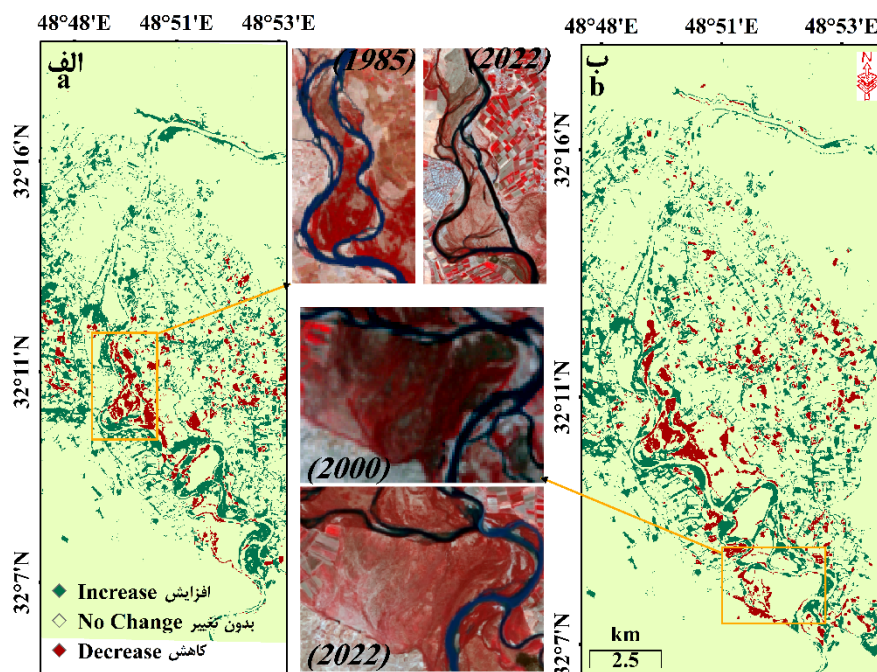 48°48'E 48°51'E 48°53'E
الف
a
32°16'N
32°11'N
32°7'N
Increase افزایش
No Change بدون تغییر
Decrease کاهش
(1985)
(2022)
(2000)
(2022)
48°48'E 48°51'E 48°53'E
ب
b
N
32°16'N
32°11'N
32°7'N
km
2.5